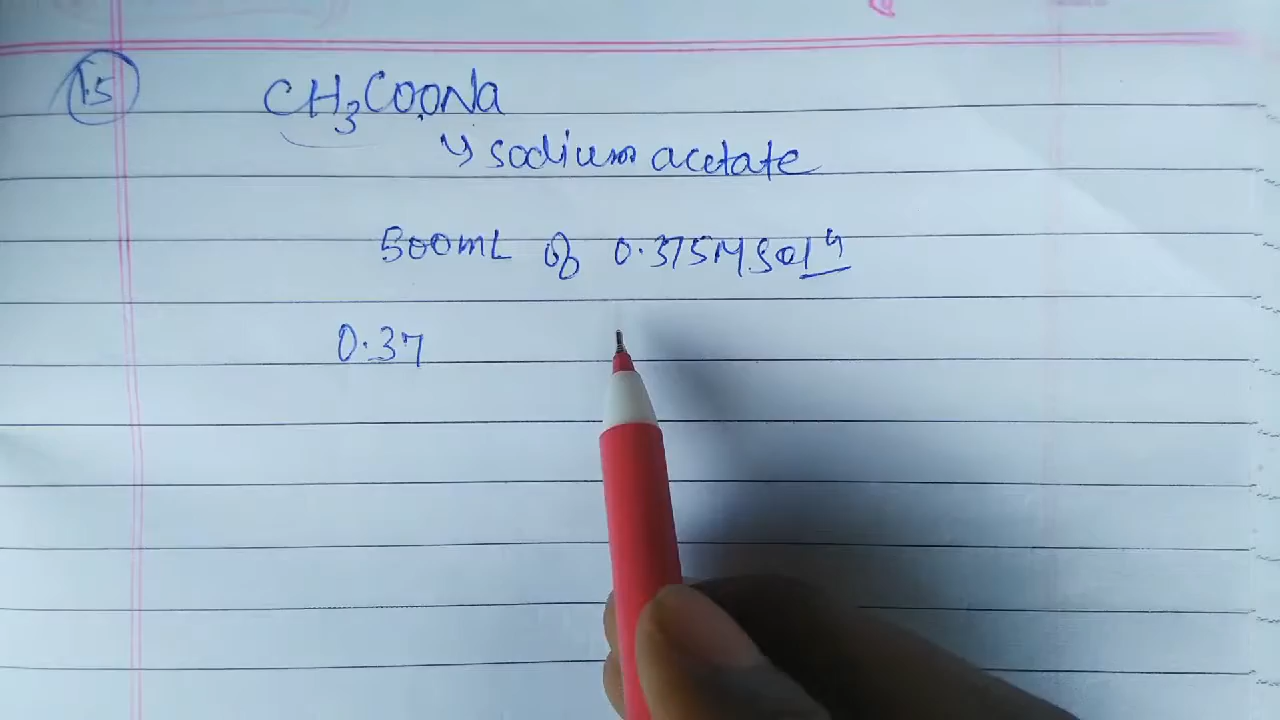 15
CH₃COONa
↳ sodium acetate
500mL of 0.375M Solⁿ
0.37